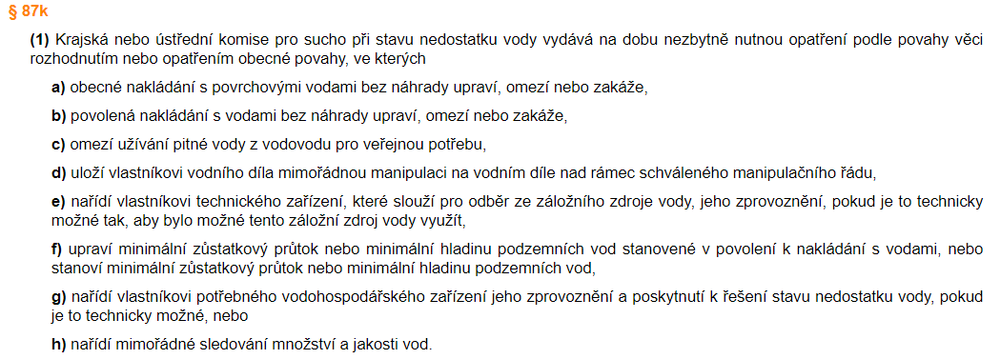 § 87k
(1) Krajská nebo ústřední komise pro sucho při stavu nedostatku vody vydává na dobu nezbytně nutnou opatření podle povahy věci
rozhodnutím nebo opatřením obecné povahy, ve kterých
a) obecné nakládání s povrchovými vodami bez náhrady upraví, omezí nebo zakáže,
b) povolená nakládání s vodami bez náhrady upraví, omezí nebo zakáže,
c) omezí užívání pitné vody z vodovodu pro veřejnou potřebu,
d) uloží vlastníkovi vodního díla mimořádnou manipulaci na vodním díle nad rámec schváleného manipulačního řádu,
e) nařídí vlastníkovi technického zařízení, které slouží pro odběr ze záložního zdroje vody, jeho zprovoznění, pokud je to technicky
možné tak, aby bylo možné tento záložní zdroj vody využít,
f) upraví minimální zůstatkový průtok nebo minimální hladinu podzemních vod stanovené v povolení k nakládání s vodami, nebo
stanoví minimální zůstatkový průtok nebo minimální hladinu podzemních vod,
g) nařídí vlastníkovi potřebného vodohospodářského zařízení jeho zprovoznění a poskytnutí k řešení stavu nedostatku vody, pokud
je to technicky možné, nebo
h) nařídí mimořádné sledování množství a jakosti vod.